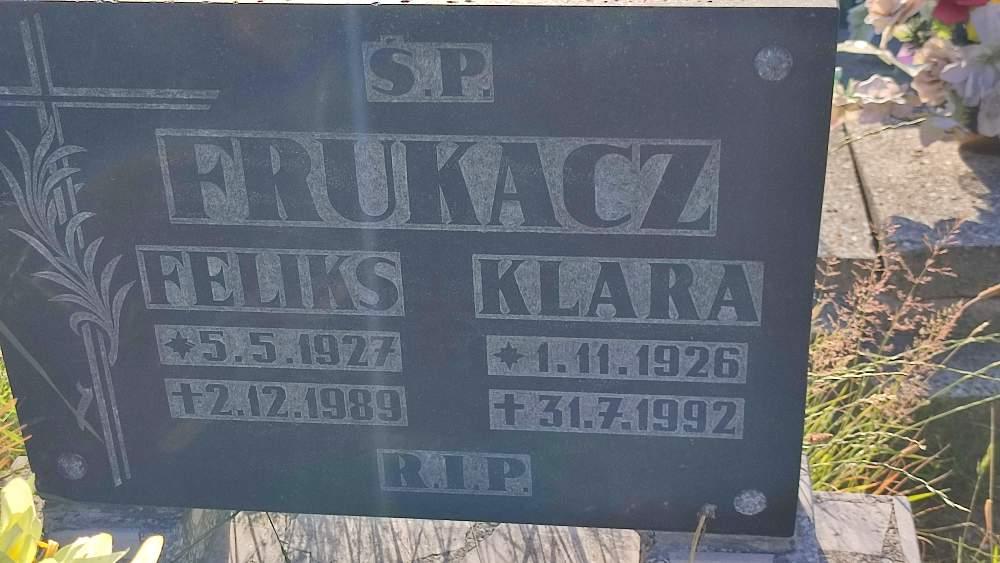 Ś.P.
FRUKACZ
FELIKS KLARA
*5.5.1927 *1.11.1926
†2.12.1989 †31.7.1992
R.I.P.